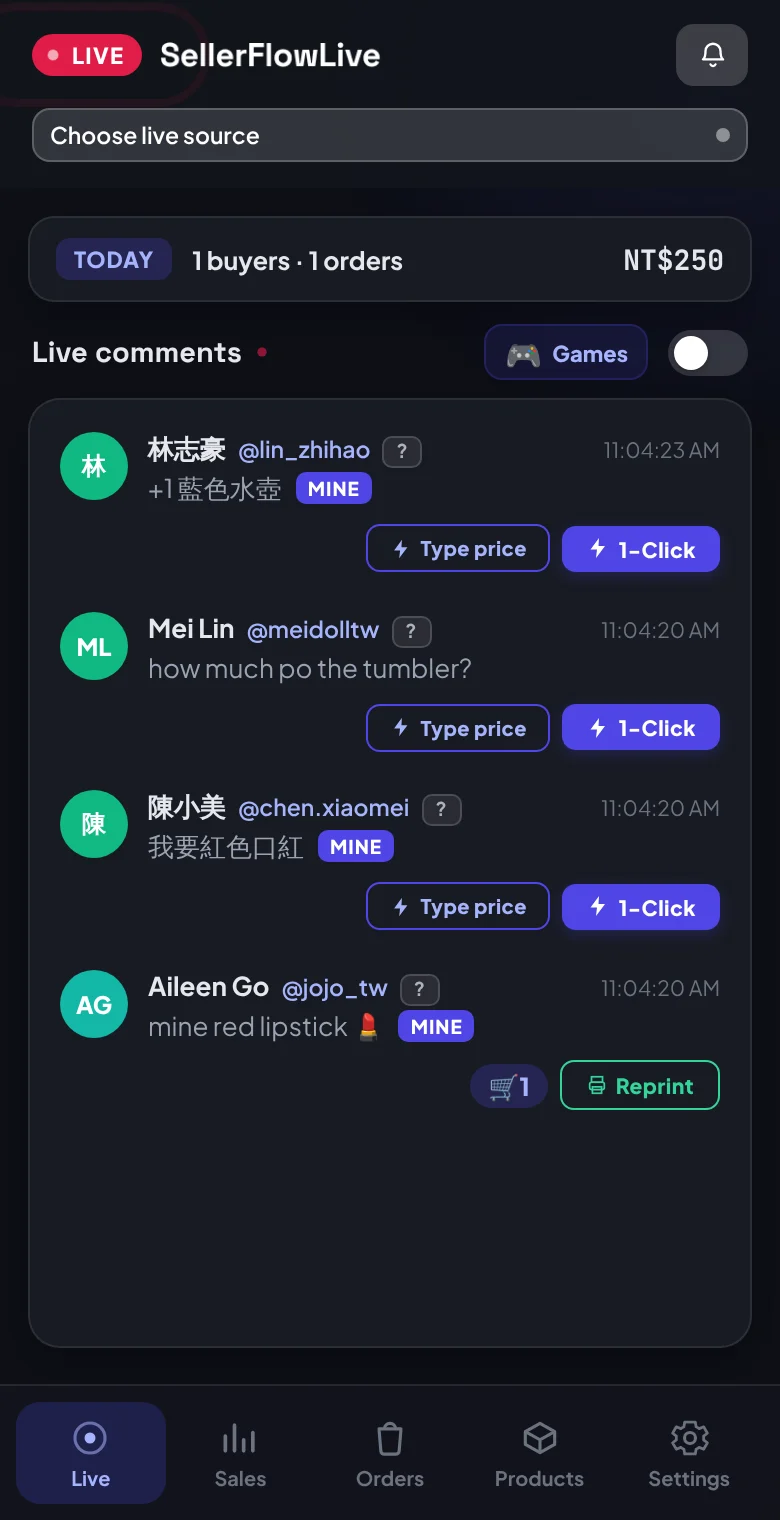 LIVE SellerFlowLive
Choose live source
TODAY 1 buyers · 1 orders NT$250
Live comments 🎮 Games
林 林志豪 @lin_zhihao ? 11:04:23 AM
+1 藍色水壺 MINE
Type price 1-Click
ML Mei Lin @meidolltw ? 11:04:20 AM
how much po the tumbler?
Type price 1-Click
陳 陳小美 @chen.xiaomei ? 11:04:20 AM
我要紅色口紅 MINE
Type price 1-Click
AG Aileen Go @jojo_tw ? 11:04:20 AM
mine red lipstick 💄 MINE
🛒 1 Reprint
Live Sales Orders Products Settings